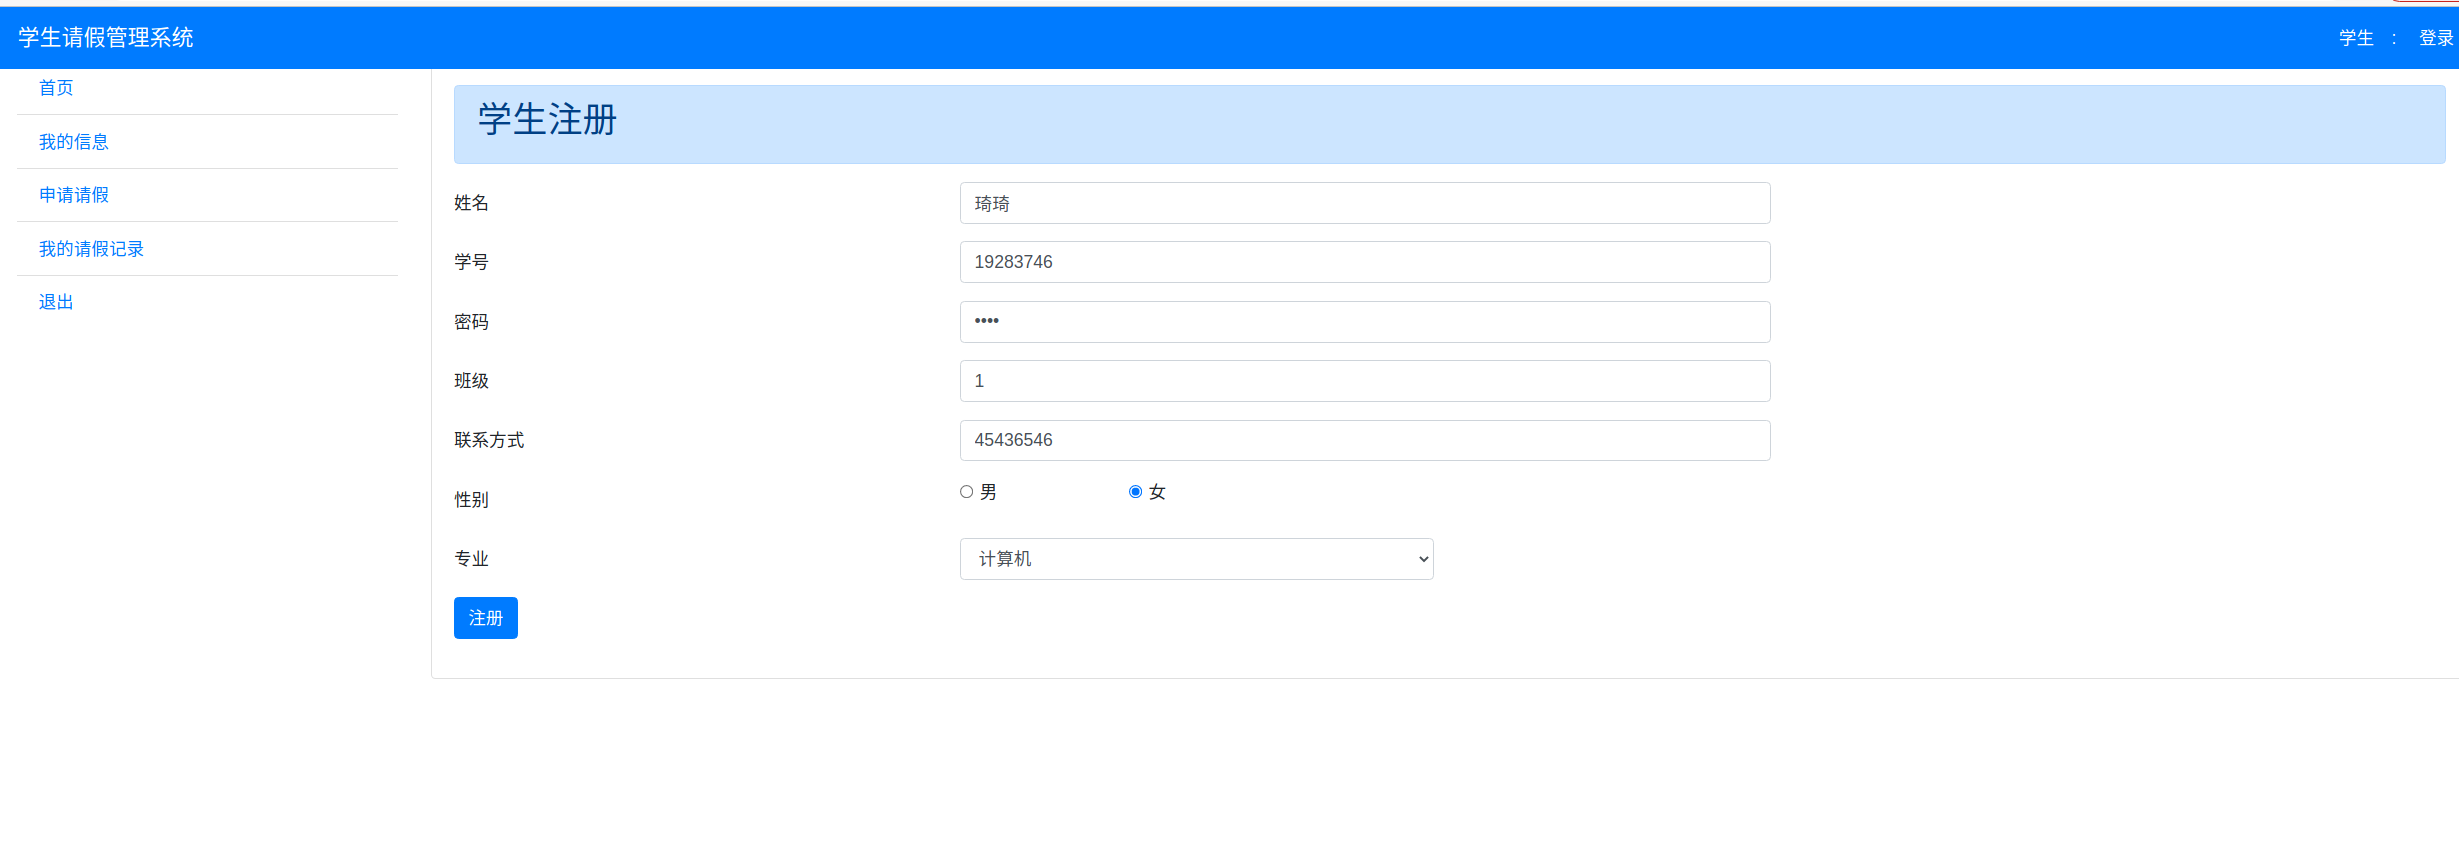 学生请假管理系统
学生 : 登录
首页
我的信息
申请请假
我的请假记录
退出
学生注册
姓名 琦琦
学号 19283746
密码 ••••
班级 1
联系方式 45436546
性别 男 女
专业 计算机
注册